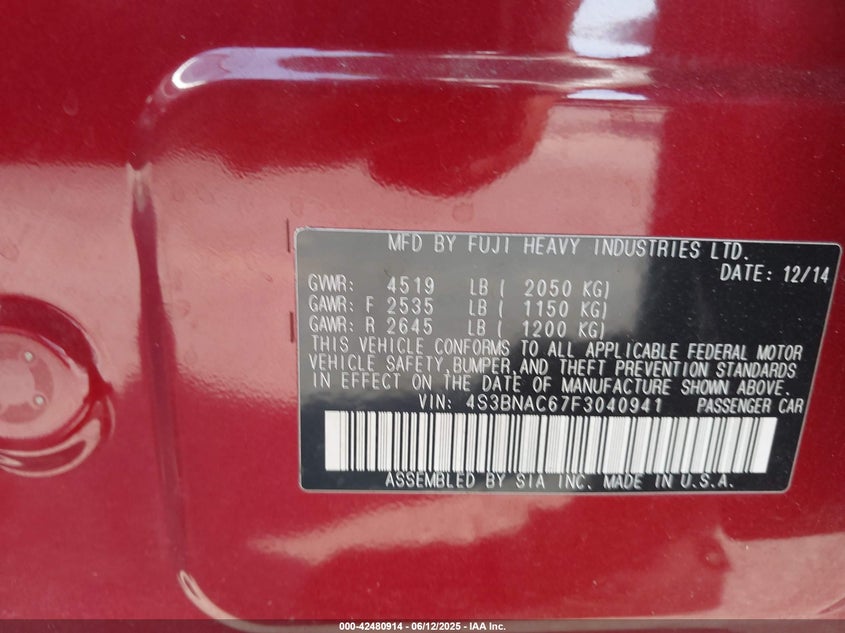 MFD BY FUJI HEAVY INDUSTRIES LTD.
DATE: 12/14
GVWR: 4519 LB ( 2050 KG)
GAWR: F 2535 LB ( 1150 KG)
GAWR: R 2645 LB ( 1200 KG)
THIS VEHICLE CONFORMS TO ALL APPLICABLE FEDERAL MOTOR
VEHICLE SAFETY, BUMPER, AND THEFT PREVENTION STANDARDS
IN EFFECT ON THE DATE OF MANUFACTURE SHOWN ABOVE.
VIN: 4S3BNAC67F3040941 PASSENGER CAR
ASSEMBLED BY SIA INC. MADE IN U.S.A.
000-42480914 - 06/12/2025 - IAA Inc.